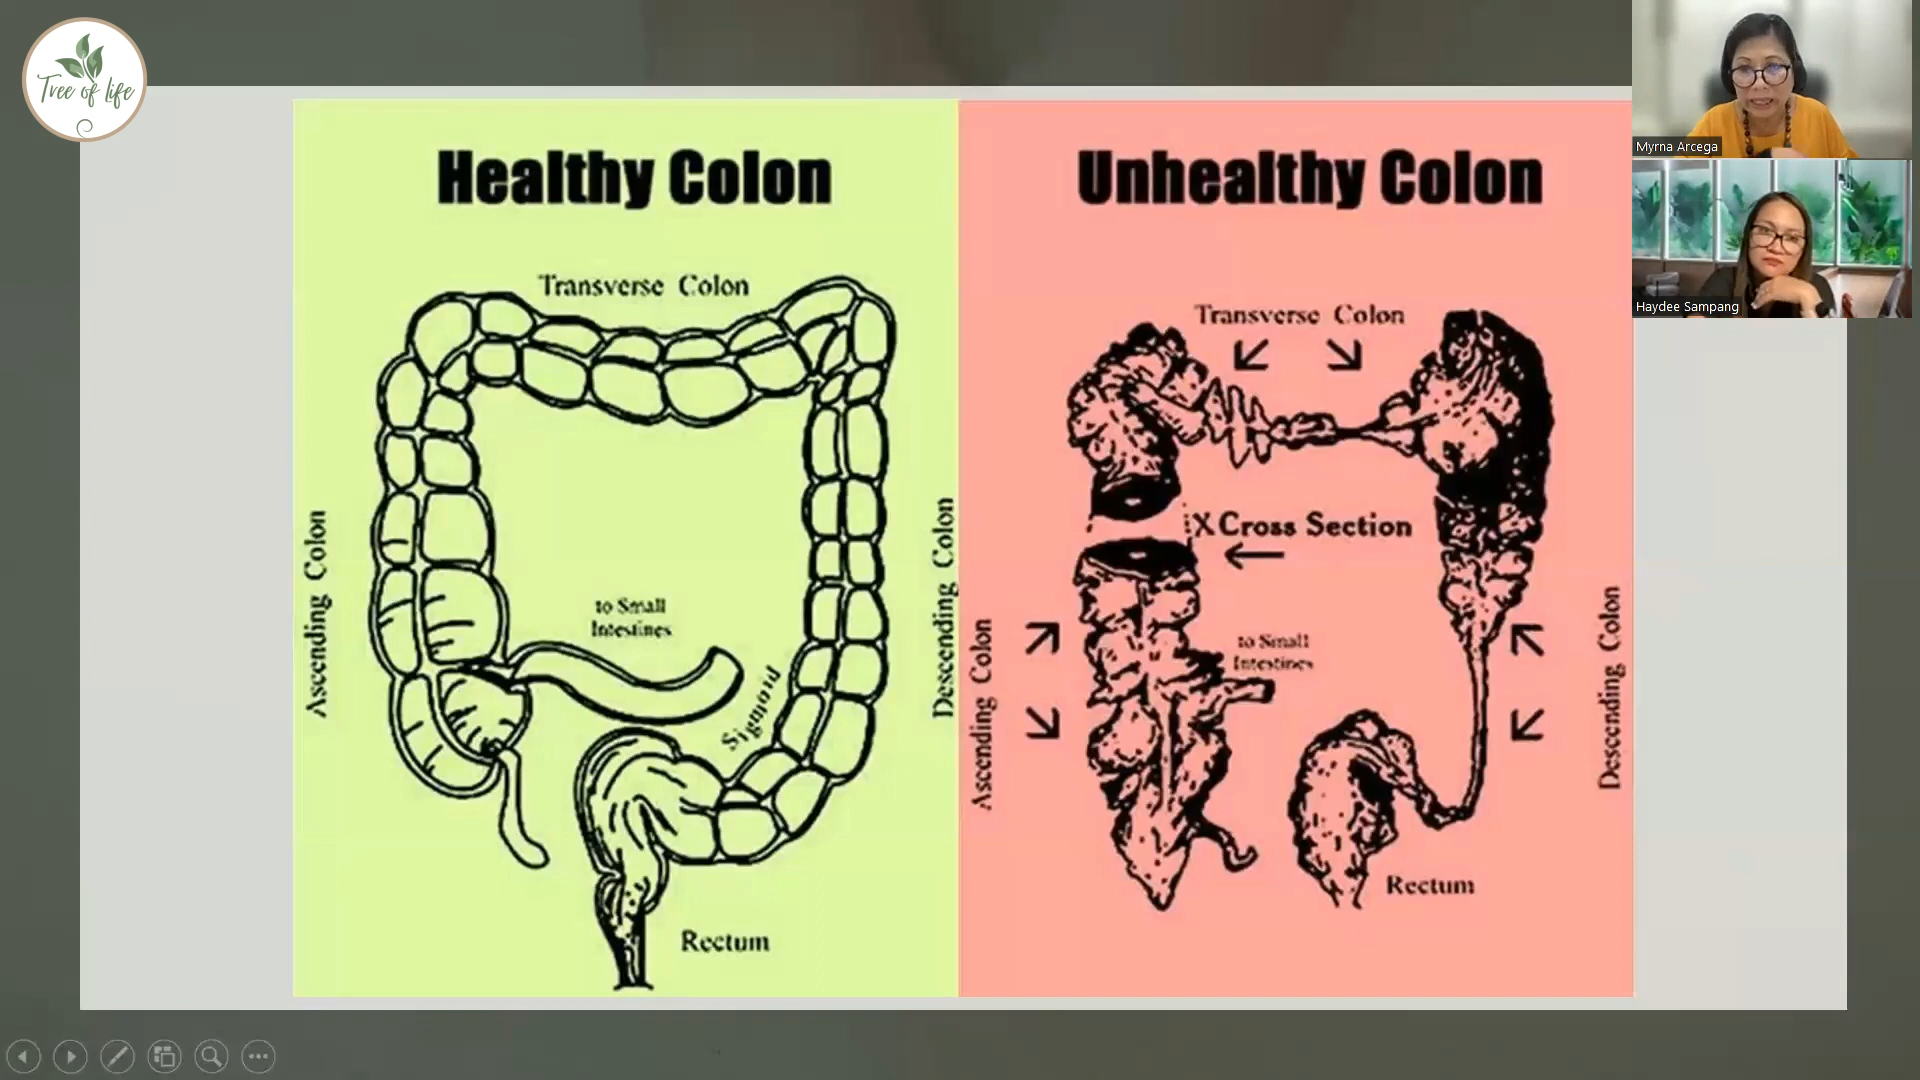 Tree of life
Healthy Colon
Transverse Colon
Ascending Colon
to Small
Intestines
Sigmoid
Descending Colon
Rectum
Unhealthy Colon
Transverse Colon
X Cross Section
Ascending Colon
to Small
Intestines
Descending Colon
Rectum
Myrna Arcega
Haydee Sampang